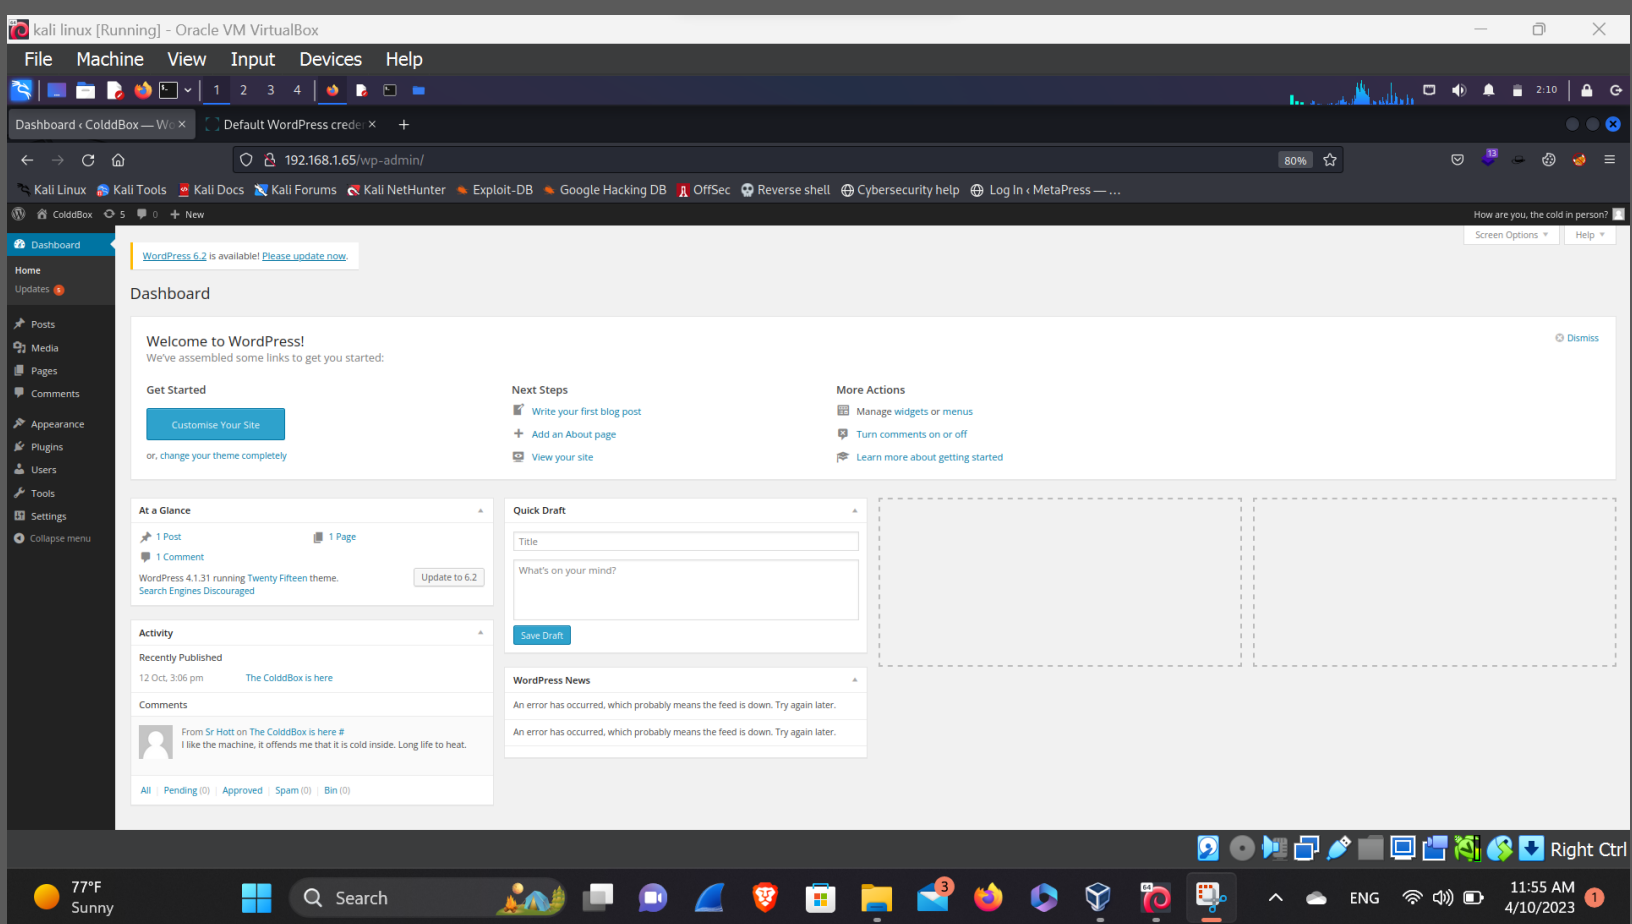 kali linux [Running] - Oracle VM VirtualBox
File Machine View Input Devices Help
1 2 3 4 2:10
Dashboard ‹ ColddBox — Wo × Default WordPress creder × +
192.168.1.65/wp-admin/ 80% 13
Kali Linux Kali Tools Kali Docs Kali Forums Kali NetHunter Exploit-DB Google Hacking DB OffSec Reverse shell Cybersecurity help Log In ‹ MetaPress — …
ColddBox 5 0 + New How are you, the cold in person?
Screen Options Help
Dashboard
Home
Updates 5
Posts
Media
Pages
Comments
Appearance
Plugins
Users
Tools
Settings
Collapse menu
WordPress 6.2 is available! Please update now.
Dashboard
Welcome to WordPress!
Dismiss
We've assembled some links to get you started:
Get Started
Customise Your Site
or, change your theme completely
Next Steps
Write your first blog post
Add an About page
View your site
More Actions
Manage widgets or menus
Turn comments on or off
Learn more about getting started
At a Glance
1 Post 1 Page
1 Comment
WordPress 4.1.31 running Twenty Fifteen theme. Update to 6.2
Search Engines Discouraged
Activity
Recently Published
12 Oct, 3:06 pm The ColddBox is here
Comments
From Sr Hott on The ColddBox is here #
I like the machine, it offends me that it is cold inside. Long life to heat.
All | Pending (0) | Approved | Spam (0) | Bin (0)
Quick Draft
Title
What's on your mind?
Save Draft
WordPress News
An error has occurred, which probably means the feed is down. Try again later.
An error has occurred, which probably means the feed is down. Try again later.
Right Ctrl
77°F
Sunny
Search
3
64
ENG
11:55 AM
4/10/2023
1